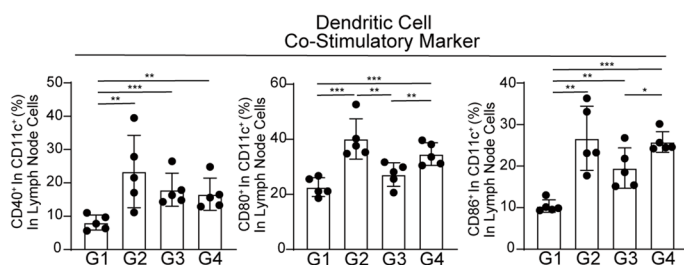 Dendritic Cell
Co-Stimulatory Marker
CD40⁺ In CD11c⁺ (%)
In Lymph Node Cells
50
40
30
20
10
0
**
***
**
G1 G2 G3 G4
CD80⁺ In CD11c⁺ (%)
In Lymph Node Cells
60
40
20
0
***
*** ** **
G1 G2 G3 G4
CD86⁺ In CD11c⁺ (%)
In Lymph Node Cells
40
30
20
10
0
***
**
** *
G1 G2 G3 G4